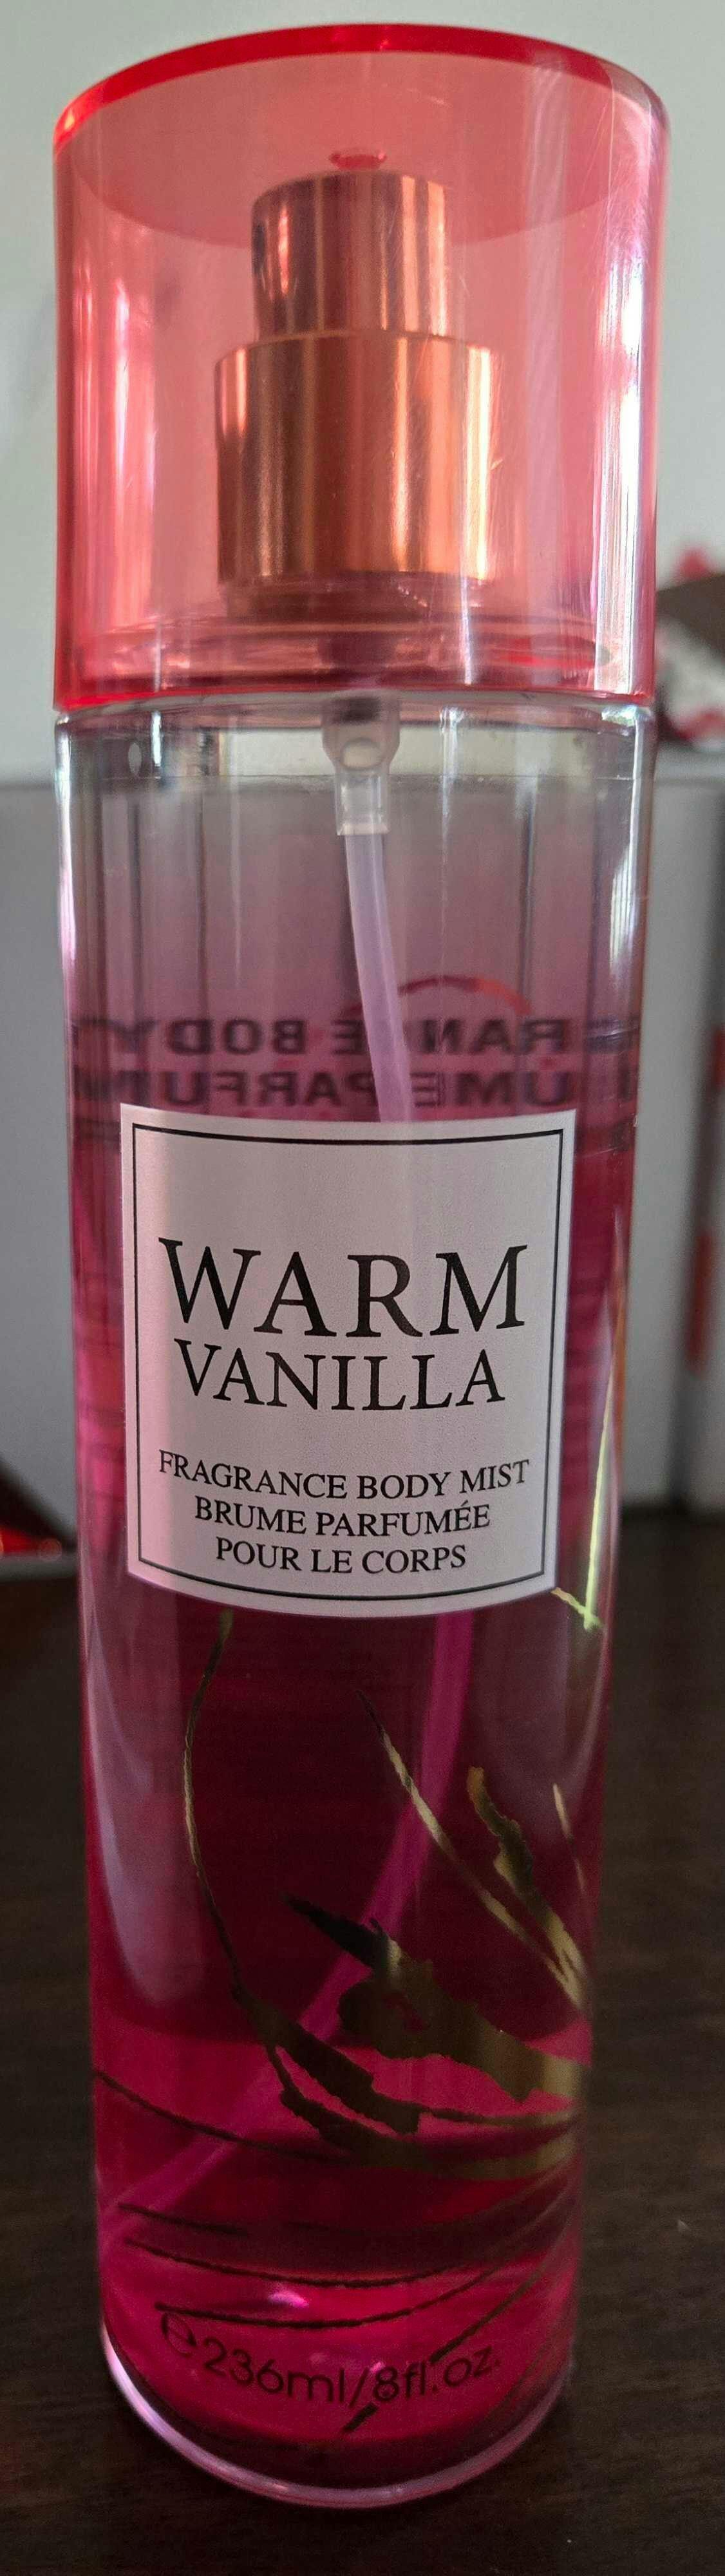 WARM
VANILLA
FRAGRANCE BODY MIST
BRUME PARFUMÉE
POUR LE CORPS
℮236ml/8fl.oz.